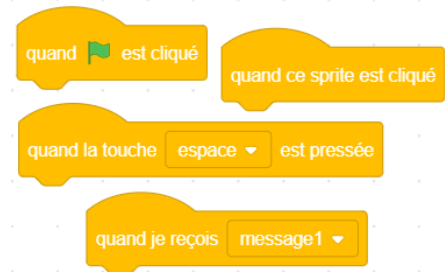 quand est cliqué
quand ce sprite est cliqué
quand la touche espace est pressée
quand je reçois message1